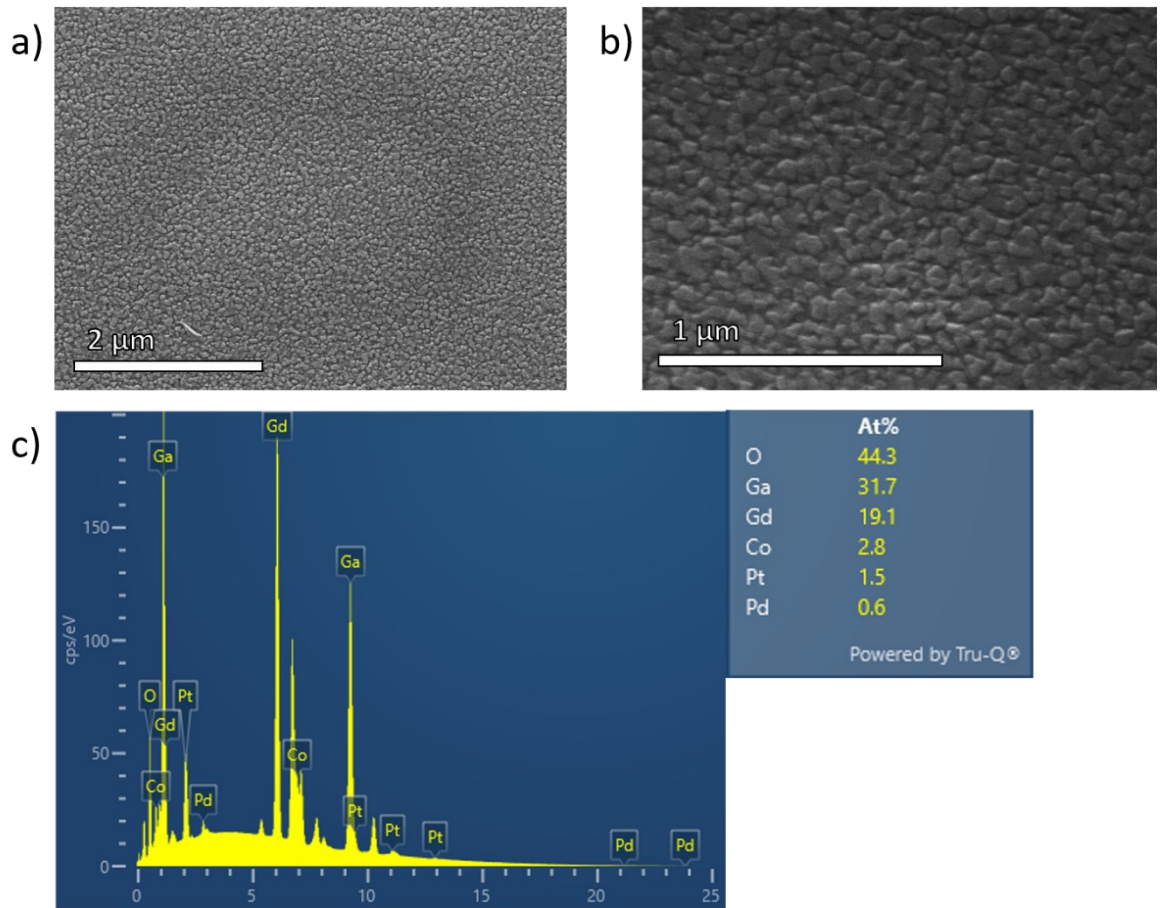 a)
b)
2 μm
1 μm
c)
At%
O 44.3
Ga 31.7
Gd 19.1
Co 2.8
Pt 1.5
Pd 0.6
Powered by Tru-Q®
cps/eV
150
100
50
0
Ga
Gd
Ga
O
Pt
Gd
Co
Co
Pd
Pt
Pt
Pt
Pd
Pd
0 5 10 15 20 25